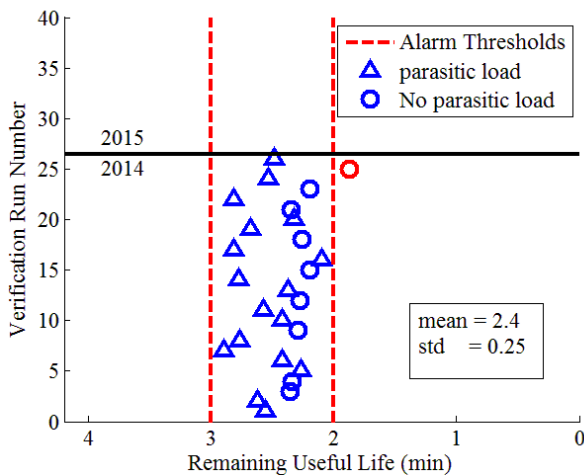 40
35
30
25
20
15
10
5
0
Verification Run Number
Alarm Thresholds
parasitic load
No parasitic load
2015
2014
mean = 2.4
std = 0.25
4 3 2 1 0
Remaining Useful Life (min)